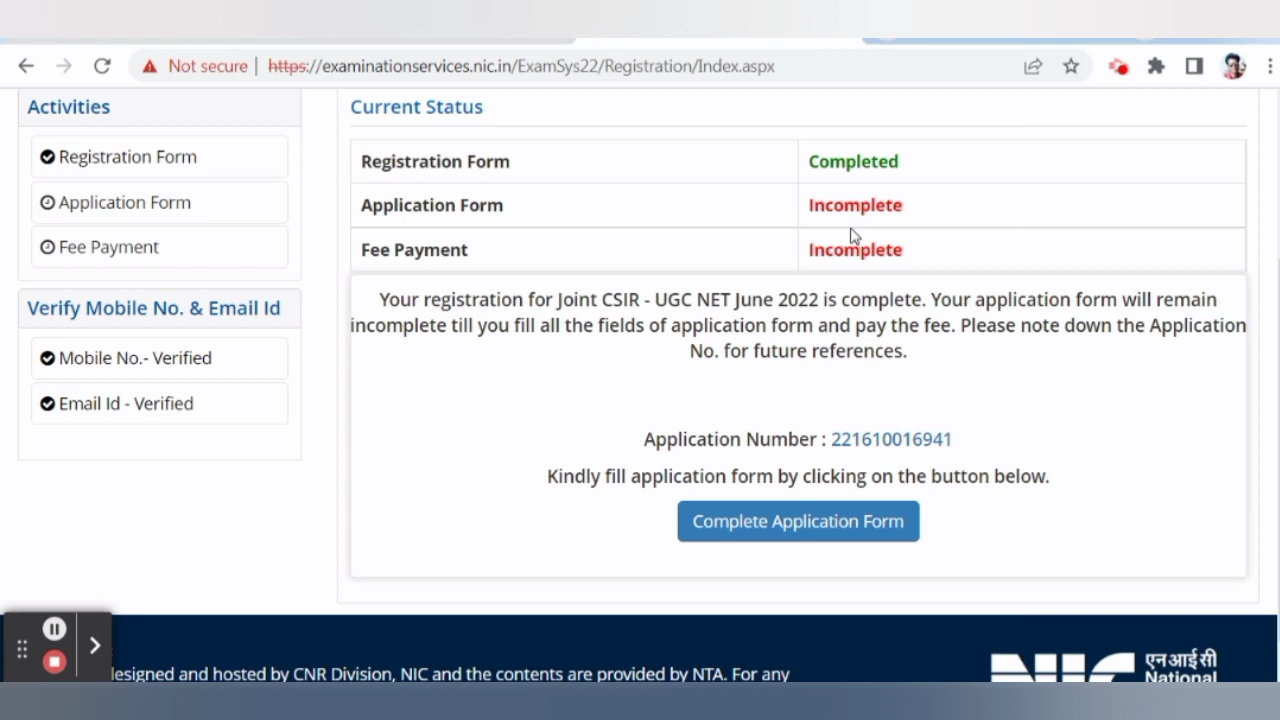 Not secure | https://examinationservices.nic.in/ExamSys22/Registration/Index.aspx
Activities
Registration Form
Application Form
Fee Payment
Verify Mobile No. & Email Id
Mobile No.- Verified
Email Id - Verified
Current Status
Registration Form Completed
Application Form Incomplete
Fee Payment Incomplete
Your registration for Joint CSIR - UGC NET June 2022 is complete. Your application form will remain
incomplete till you fill all the fields of application form and pay the fee. Please note down the Application
No. for future references.
Application Number : 221610016941
Kindly fill application form by clicking on the button below.
Complete Application Form
esigned and hosted by CNR Division, NIC and the contents are provided by NTA. For any
NIC
एन आई सी
National